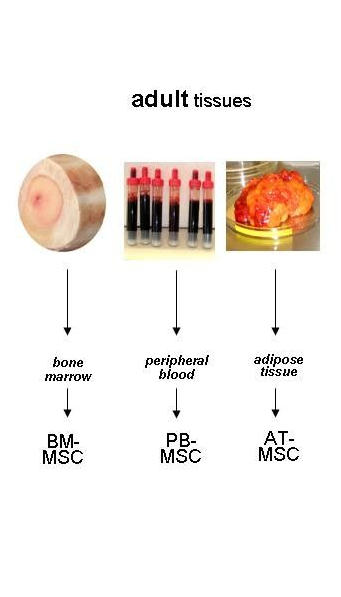 adult tissues
bone
marrow
peripheral
blood
adipose
tissue
BM-
MSC
PB-
MSC
AT-
MSC